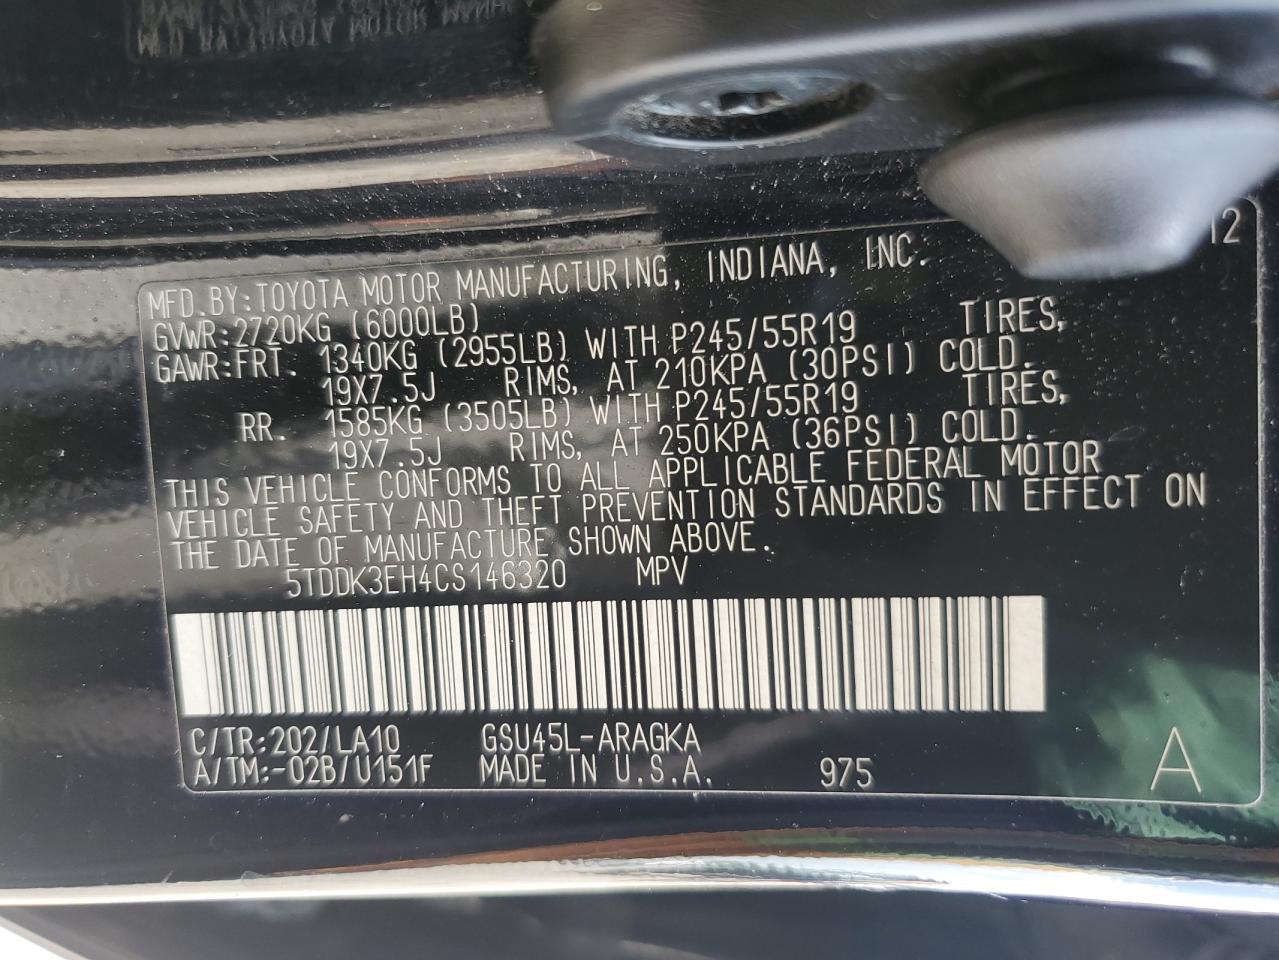 12
MFD. BY: TOYOTA MOTOR MANUFACTURING, INDIANA, INC.
GVWR: 2720KG (6000LB)
GAWR: FRT. 1340KG (2955LB) WITH P245/55R19 TIRES,
19X7.5J RIMS, AT 210KPA (30PSI) COLD.
RR. 1585KG (3505LB) WITH P245/55R19 TIRES,
19X7.5J RIMS, AT 250KPA (36PSI) COLD.
THIS VEHICLE CONFORMS TO ALL APPLICABLE FEDERAL MOTOR
VEHICLE SAFETY AND THEFT PREVENTION STANDARDS IN EFFECT ON
THE DATE OF MANUFACTURE SHOWN ABOVE.
5TDDK3EH4CS146320 MPV
C/TR: 202/LA10 GSU45L-ARAGKA
A/TM: -02B/U151F MADE IN U.S.A. 975 A